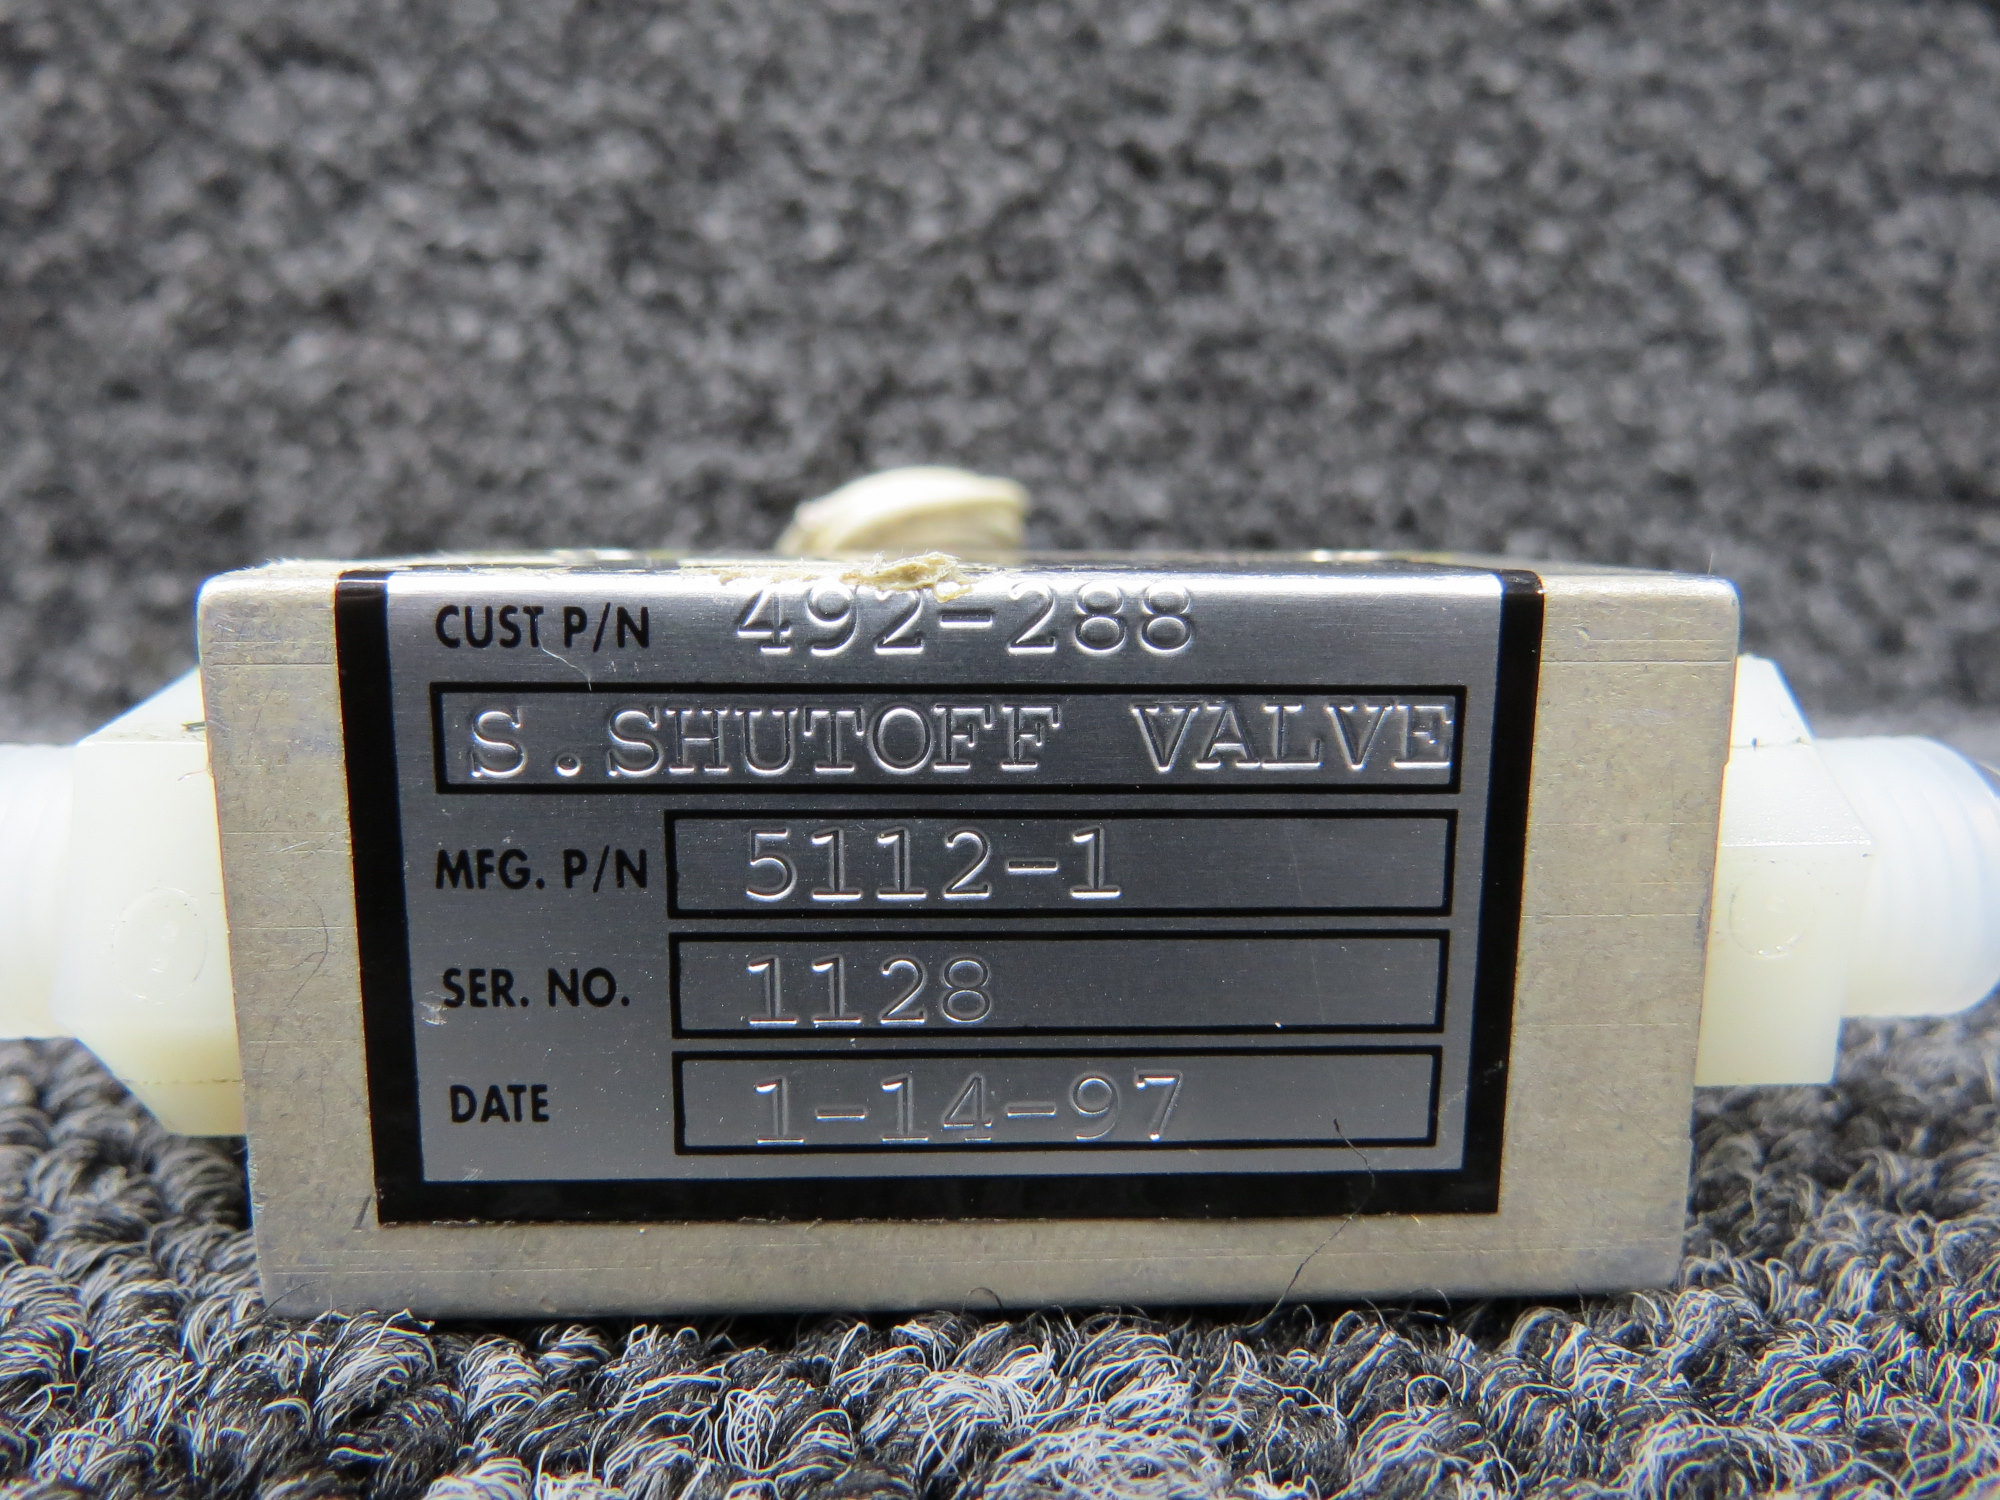 CUST P/N 492-288
S.SHUTOFF VALVE
MFG. P/N 5112-1
SER. NO. 1128
DATE 1-14-97